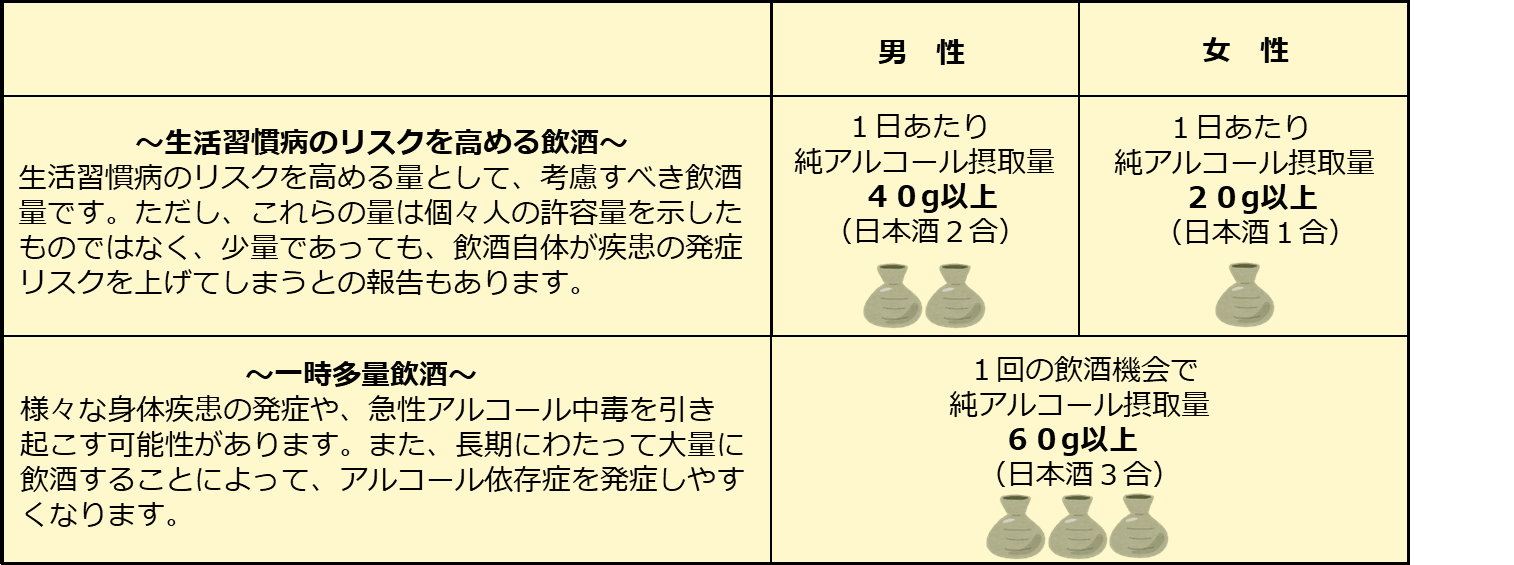 男　性
女　性
～生活習慣病のリスクを高める飲酒～
生活習慣病のリスクを高める量として、考慮すべき飲酒
量です。ただし、これらの量は個々人の許容量を示した
ものではなく、少量であっても、飲酒自体が疾患の発症
リスクを上げてしまうとの報告もあります。
１日あたり
純アルコール摂取量
４０g以上
（日本酒２合）
１日あたり
純アルコール摂取量
２０g以上
（日本酒１合）
～一時多量飲酒～
様々な身体疾患の発症や、急性アルコール中毒を引き
起こす可能性があります。また、長期にわたって大量に
飲酒することによって、アルコール依存症を発症しやす
くなります。
１回の飲酒機会で
純アルコール摂取量
６０g以上
（日本酒３合）